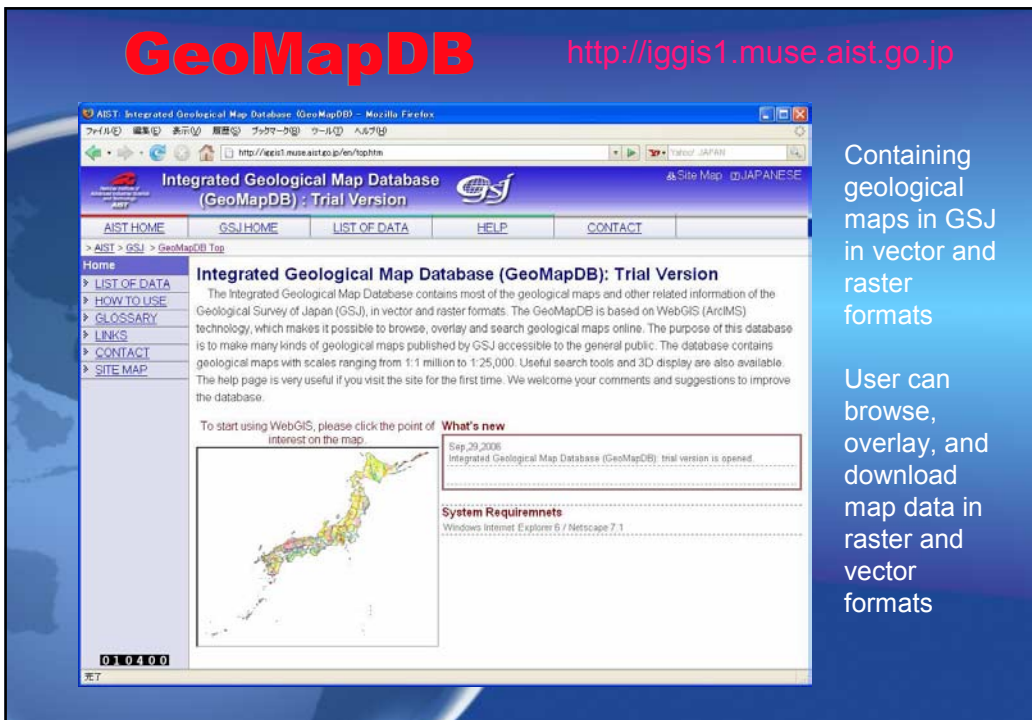 GeoMapDB
http://iggis1.muse.aist.go.jp
AIST: Integrated Geological Map Database (GeoMapDB) - Mozilla Firefox
ファイル(F) 編集(E) 表示(V) 履歴(S) ブックマーク(B) ツール(T) ヘルプ(H)
http://iggis1.muse.aist.go.jp/en/top.htm
Yahoo! JAPAN
National Institute of
Advanced Industrial Science
and Technology
AIST
Integrated Geological Map Database
(GeoMapDB) : Trial Version
gsj
Site Map JAPANESE
AIST HOME GSJ HOME LIST OF DATA HELP CONTACT
> AIST > GSJ > GeoMapDB Top
Home
LIST OF DATA
HOW TO USE
GLOSSARY
LINKS
CONTACT
SITE MAP
Integrated Geological Map Database (GeoMapDB): Trial Version
The Integrated Geological Map Database contains most of the geological maps and other related information of the
Geological Survey of Japan (GSJ), in vector and raster formats. The GeoMapDB is based on WebGIS (ArcIMS)
technology, which makes it possible to browse, overlay and search geological maps online. The purpose of this database
is to make many kinds of geological maps published by GSJ accessible to the general public. The database contains
geological maps with scales ranging from 1:1 million to 1:25,000. Useful search tools and 3D display are also available.
The help page is very useful if you visit the site for the first time. We welcome your comments and suggestions to improve
the database.
To start using WebGIS, please click the point of
interest on the map.
What's new
Sep,29,2006
Integrated Geological Map Database (GeoMapDB): trial version is opened.
System Requiremnets
Windows Internet Explorer 6 / Netscape 7.1
010400
完了
Containing
geological
maps in GSJ
in vector and
raster
formats
User can
browse,
overlay, and
download
map data in
raster and
vector
formats